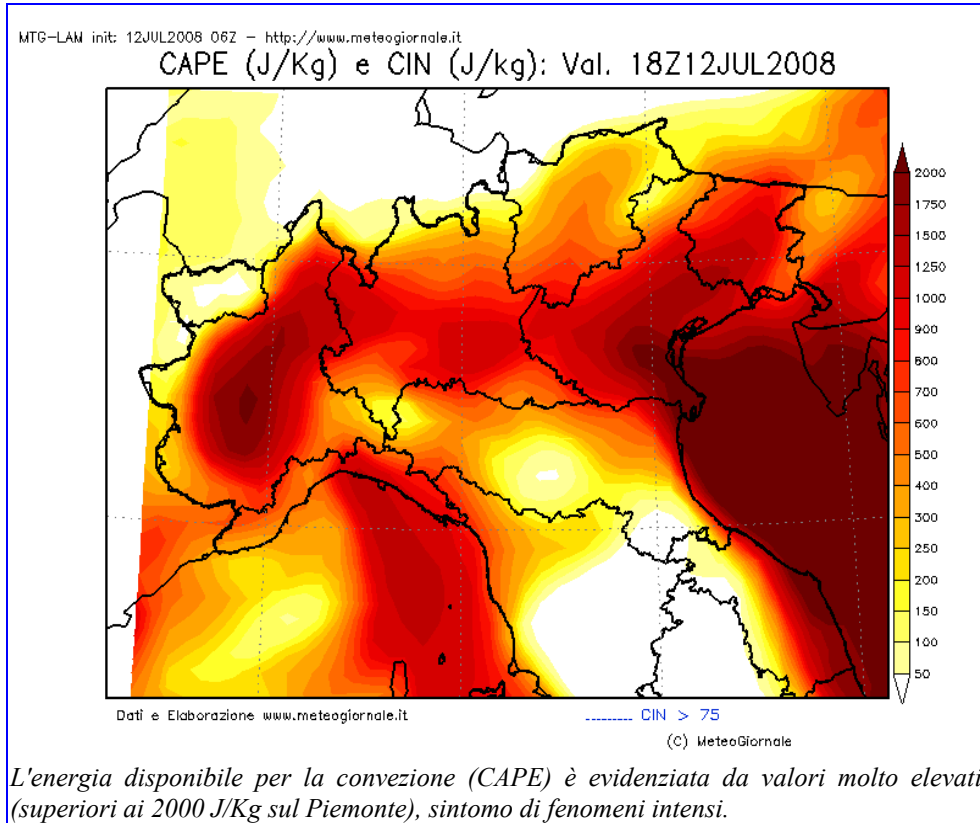 MTG-LAM init: 12JUL2008 06Z - http://www.meteogiornale.it
CAPE (J/Kg) e CIN (J/kg): Val. 18Z12JUL2008
2000
1750
1500
1250
1000
900
800
700
600
500
400
300
250
200
150
100
50
Dati e Elaborazione www.meteogiornale.it
......... CIN > 75
(C) MeteoGiornale
L'energia disponibile per la convezione (CAPE) è evidenziata da valori molto elevati
(superiori ai 2000 J/Kg sul Piemonte), sintomo di fenomeni intensi.